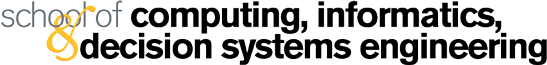 school of computing, informatics,
& decision systems engineering